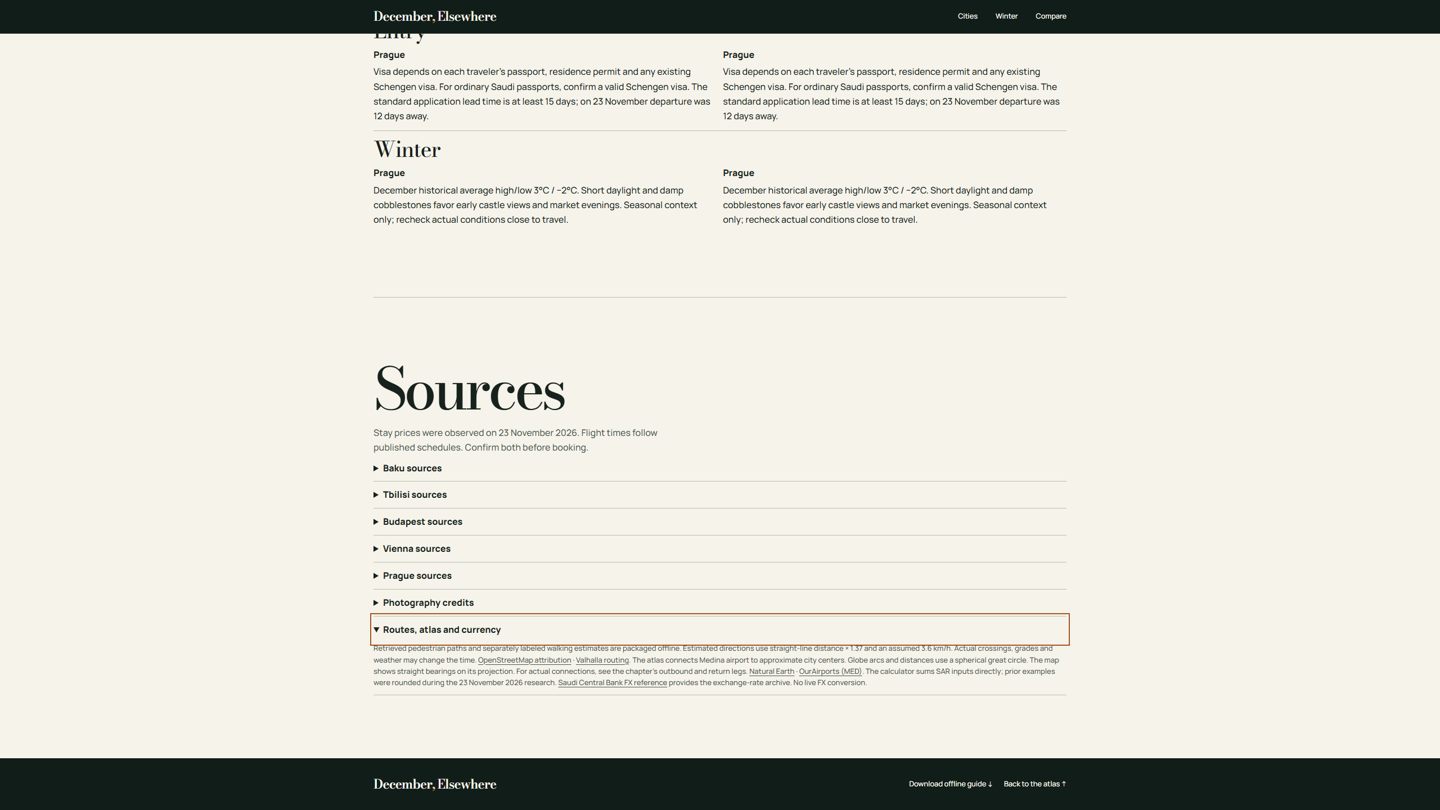 December, Elsewhere
Cities Winter Compare
Entry
Prague
Visa depends on each traveler's passport, residence permit and any existing
Schengen visa. For ordinary Saudi passports, confirm a valid Schengen visa. The
standard application lead time is at least 15 days; on 23 November departure was
12 days away.
Prague
Visa depends on each traveler's passport, residence permit and any existing
Schengen visa. For ordinary Saudi passports, confirm a valid Schengen visa. The
standard application lead time is at least 15 days; on 23 November departure was
12 days away.
Winter
Prague
December historical average high/low 3°C / −2°C. Short daylight and damp
cobblestones favor early castle views and market evenings. Seasonal context
only; recheck actual conditions close to travel.
Prague
December historical average high/low 3°C / −2°C. Short daylight and damp
cobblestones favor early castle views and market evenings. Seasonal context
only; recheck actual conditions close to travel.
Sources
Stay prices were observed on 23 November 2026. Flight times follow
published schedules. Confirm both before booking.
▶ Baku sources
▶ Tbilisi sources
▶ Budapest sources
▶ Vienna sources
▶ Prague sources
▶ Photography credits
▼ Routes, atlas and currency
Retrieved pedestrian paths and separately labeled walking estimates are packaged offline. Estimated directions use straight-line distance × 1.37 and an assumed 3.6 km/h. Actual crossings, grades and
weather may change the time. OpenStreetMap attribution · Valhalla routing. The atlas connects Medina airport to approximate city centers. Globe arcs and distances use a spherical great circle. The map
shows straight bearings on its projection. For actual connections, see the chapter's outbound and return legs. Natural Earth · OurAirports (MED). The calculator sums SAR inputs directly; prior examples
were rounded during the 23 November 2026 research. Saudi Central Bank FX reference provides the exchange-rate archive. No live FX conversion.
December, Elsewhere
Download offline guide ↓ Back to the atlas ↑